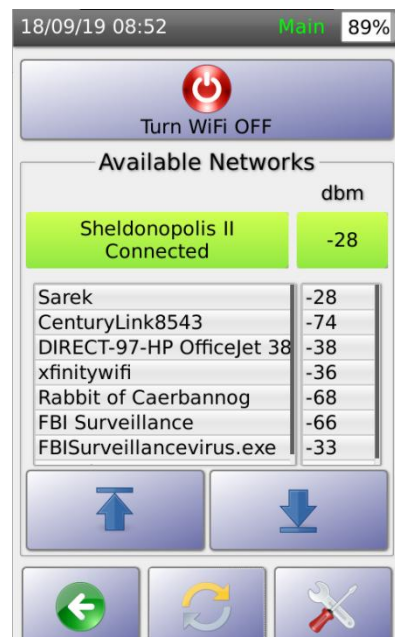 18/09/19 08:52 Main 89%
Turn WiFi OFF
Available Networks
dbm
Sheldonopolis II
Connected
-28
Sarek -28
CenturyLink8543 -74
DIRECT-97-HP OfficeJet 38 -38
xfinitywifi -36
Rabbit of Caerbannog -68
FBI Surveillance -66
FBISurveillancevirus.exe -33